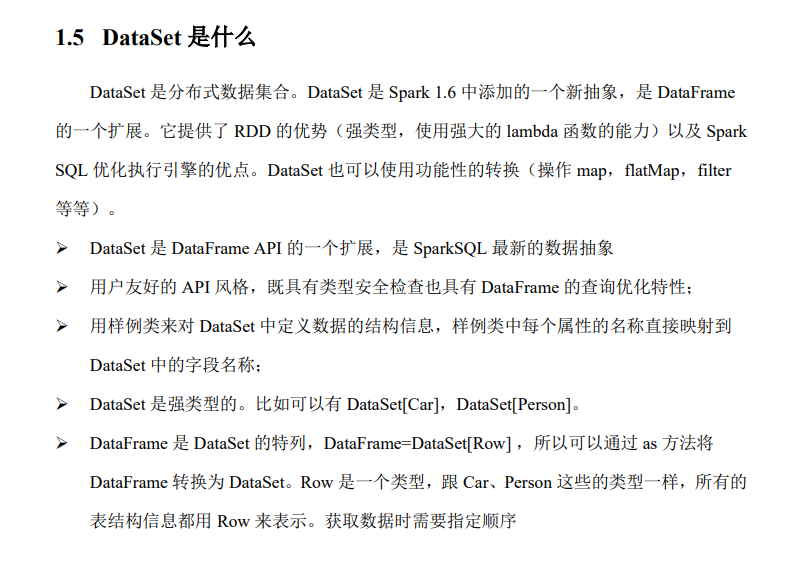 1.5 DataSet 是什么
DataSet 是分布式数据集合。DataSet 是 Spark 1.6 中添加的一个新抽象，是 DataFrame
的一个扩展。它提供了 RDD 的优势（强类型，使用强大的 lambda 函数的能力）以及 Spark
SQL 优化执行引擎的优点。DataSet 也可以使用功能性的转换（操作 map，flatMap，filter
等等）。
➢ DataSet 是 DataFrame API 的一个扩展，是 SparkSQL 最新的数据抽象
➢ 用户友好的 API 风格，既具有类型安全检查也具有 DataFrame 的查询优化特性；
➢ 用样例类来对 DataSet 中定义数据的结构信息，样例类中每个属性的名称直接映射到
DataSet 中的字段名称；
➢ DataSet 是强类型的。比如可以有 DataSet[Car]，DataSet[Person]。
➢ DataFrame 是 DataSet 的特列，DataFrame=DataSet[Row] ，所以可以通过 as 方法将
DataFrame 转换为 DataSet。Row 是一个类型，跟 Car、Person 这些的类型一样，所有的
表结构信息都用 Row 来表示。获取数据时需要指定顺序